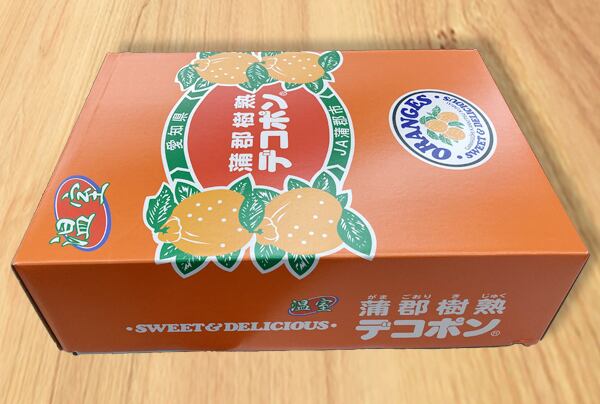 愛知県
蒲郡樹熟
デコポン®
JA蒲郡市
ORANGES
・SWEET&DELICIOUS・
温室
温室
がま ごおり き じゅく
蒲郡樹熟
デコポン®
・SWEET&DELICIOUS・